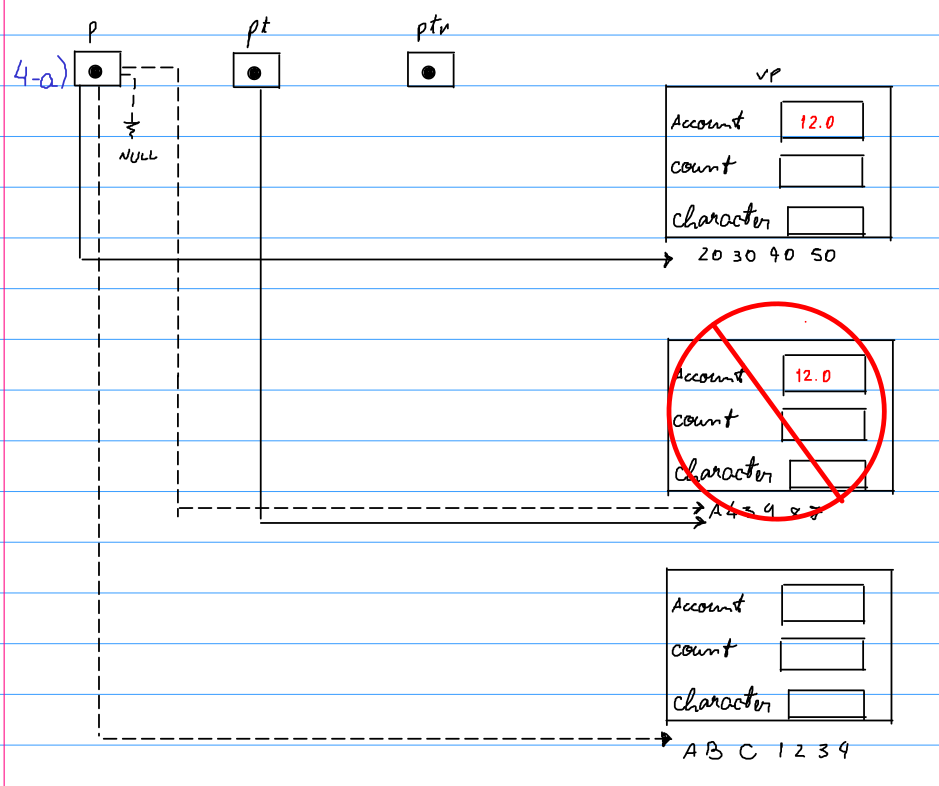 p pt ptr
4-a)
NULL
VP
Account 12.0
count
character
20 30 40 50
Account 12.0
count
character
A 4 3 9 8
Account
count
character
A B C 1 2 3 4